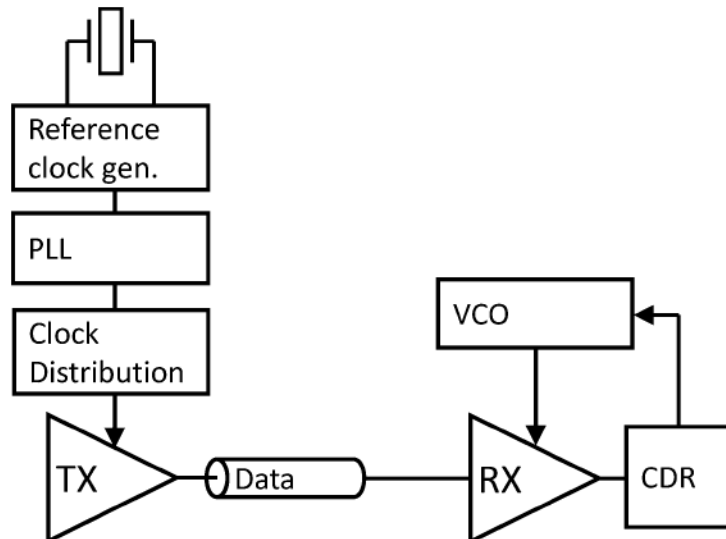 Reference
clock gen.
PLL
Clock
Distribution
VCO
TX
Data
RX
CDR